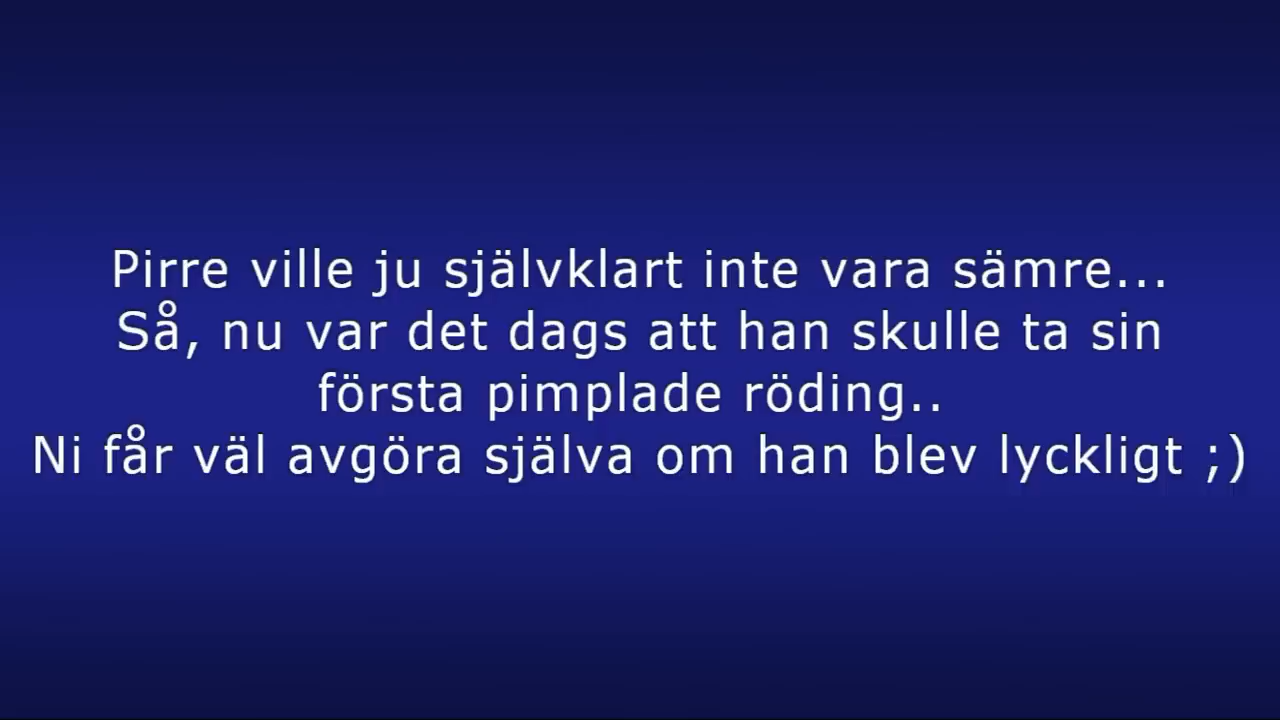 Pirre ville ju självklart inte vara sämre...
Så, nu var det dags att han skulle ta sin
första pimplade röding..
Ni får väl avgöra själva om han blev lyckligt ;)